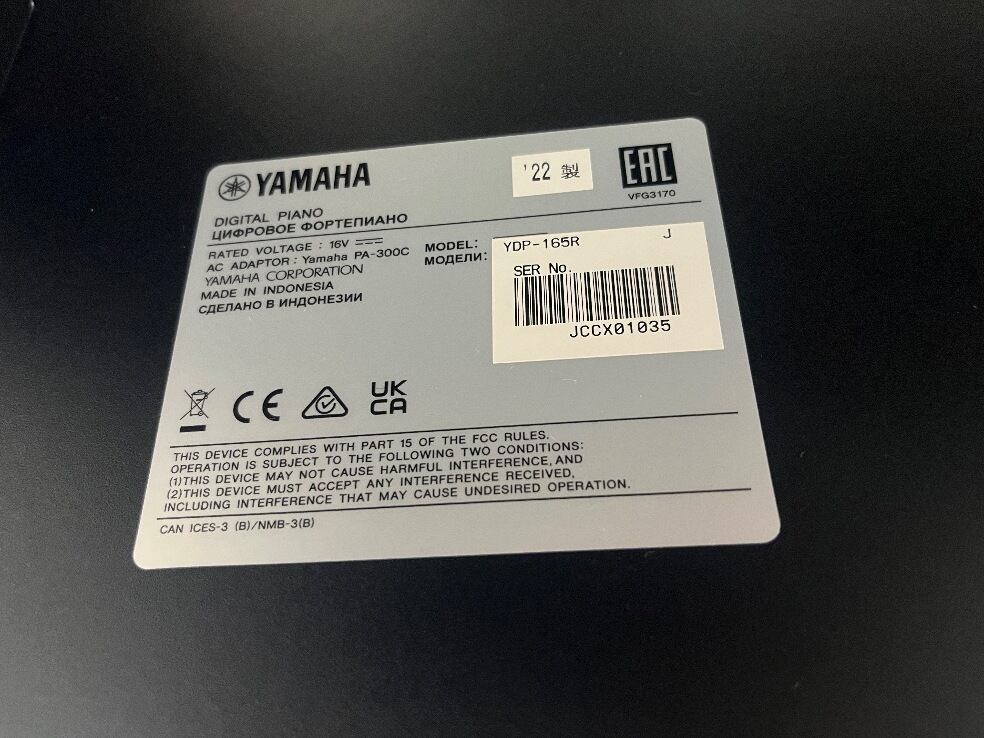 YAMAHA
'22 製
EAC
VFG3170
DIGITAL PIANO
ЦИФРОВОЕ ФОРТЕПИАНО
RATED VOLTAGE : 16V
AC ADAPTOR : Yamaha PA-300C
YAMAHA CORPORATION
MADE IN INDONESIA
СДЕЛАНО В ИНДОНЕЗИИ
MODEL:
МОДЕЛИ:
YDP-165R J
SER No.
JCCX01035
CE
UK
CA
THIS DEVICE COMPLIES WITH PART 15 OF THE FCC RULES.
OPERATION IS SUBJECT TO THE FOLLOWING TWO CONDITIONS:
(1)THIS DEVICE MAY NOT CAUSE HARMFUL INTERFERENCE, AND
(2)THIS DEVICE MUST ACCEPT ANY INTERFERENCE RECEIVED,
INCLUDING INTERFERENCE THAT MAY CAUSE UNDESIRED OPERATION.
CAN ICES-3 (B)/NMB-3(B)